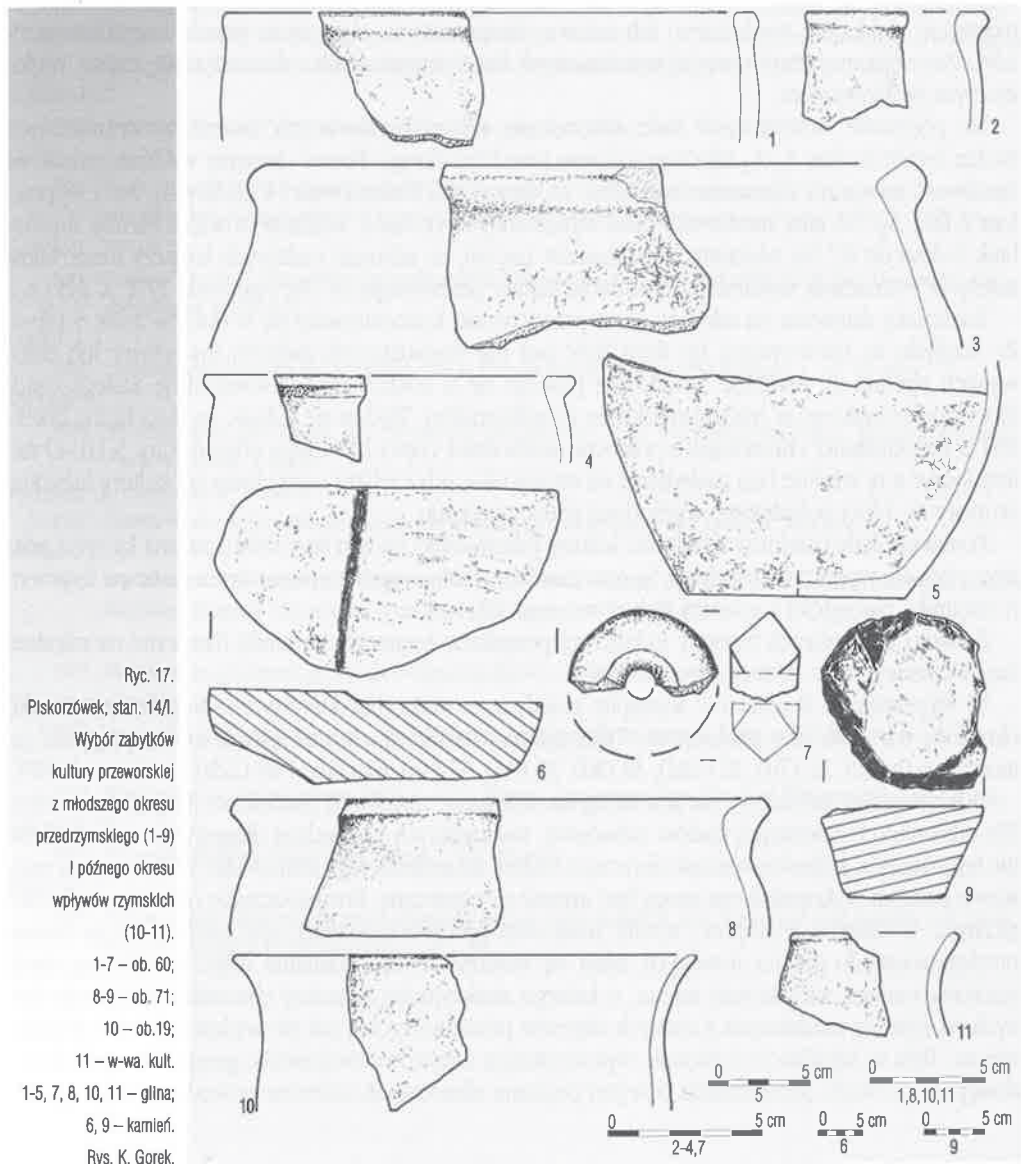 Ryc. 17.
PIskorzówek, stan. 14/I.
Wybór zabytków
kultury przeworskiej
z młodszego okresu
przedrzymskiego (1-9)
I późnego okresu
wpływów rzymskich
(10-11).
1-7 – ob. 60;
8-9 – ob. 71;
10 – ob.19;
11 – w-wa. kult.
1-5, 7, 8, 10, 11 – glina;
6, 9 – kamień.
Rys. K. Gorek.
1
2
3
4
5
6
7
8
9
10
11
0 5 cm
5
0 5 cm
1,8,10,11
0 5 cm
2-4,7
0 5 cm
6
0 5 cm
9